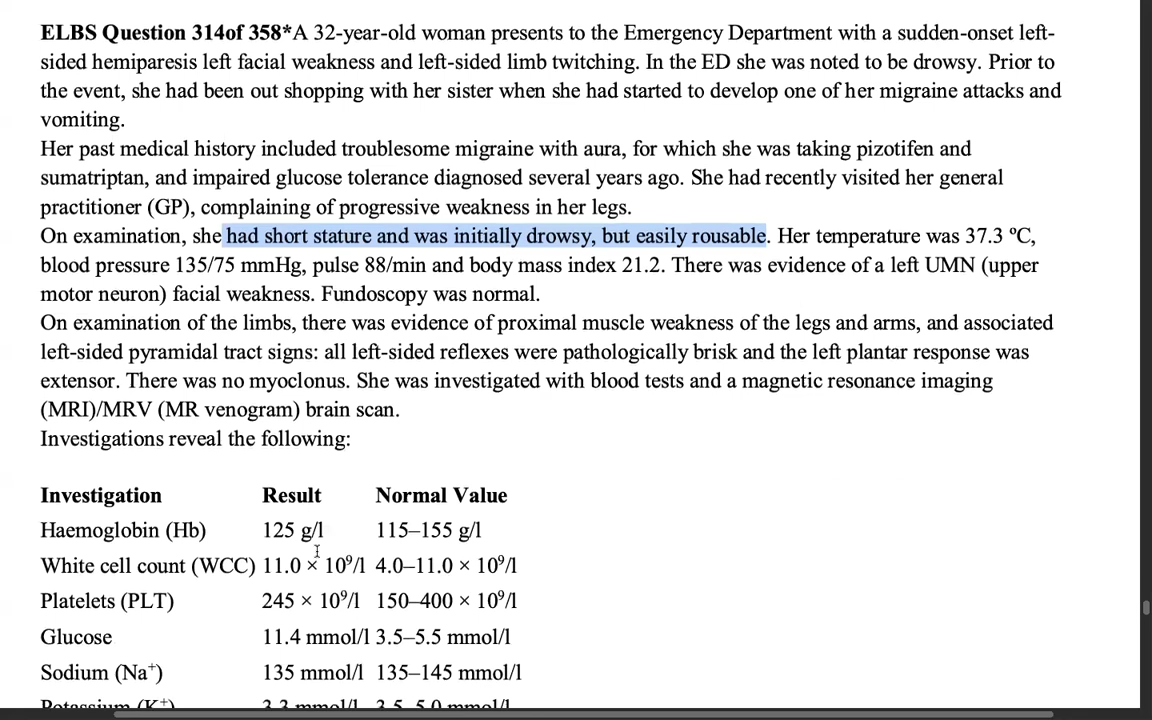 ELBS Question 314of 358*A 32-year-old woman presents to the Emergency Department with a sudden-onset left-
sided hemiparesis left facial weakness and left-sided limb twitching. In the ED she was noted to be drowsy. Prior to
the event, she had been out shopping with her sister when she had started to develop one of her migraine attacks and
vomiting.
Her past medical history included troublesome migraine with aura, for which she was taking pizotifen and
sumatriptan, and impaired glucose tolerance diagnosed several years ago. She had recently visited her general
practitioner (GP), complaining of progressive weakness in her legs.
On examination, she had short stature and was initially drowsy, but easily rousable. Her temperature was 37.3 ºC,
blood pressure 135/75 mmHg, pulse 88/min and body mass index 21.2. There was evidence of a left UMN (upper
motor neuron) facial weakness. Fundoscopy was normal.
On examination of the limbs, there was evidence of proximal muscle weakness of the legs and arms, and associated
left-sided pyramidal tract signs: all left-sided reflexes were pathologically brisk and the left plantar response was
extensor. There was no myoclonus. She was investigated with blood tests and a magnetic resonance imaging
(MRI)/MRV (MR venogram) brain scan.
Investigations reveal the following:
Investigation Result Normal Value
Haemoglobin (Hb) 125 g/l 115–155 g/l
White cell count (WCC) 11.0 × 10⁹/l 4.0–11.0 × 10⁹/l
Platelets (PLT) 245 × 10⁹/l 150–400 × 10⁹/l
Glucose 11.4 mmol/l 3.5–5.5 mmol/l
Sodium (Na⁺) 135 mmol/l 135–145 mmol/l
Potassium (K⁺) mmol/l 3.5–5.0 mmol/l